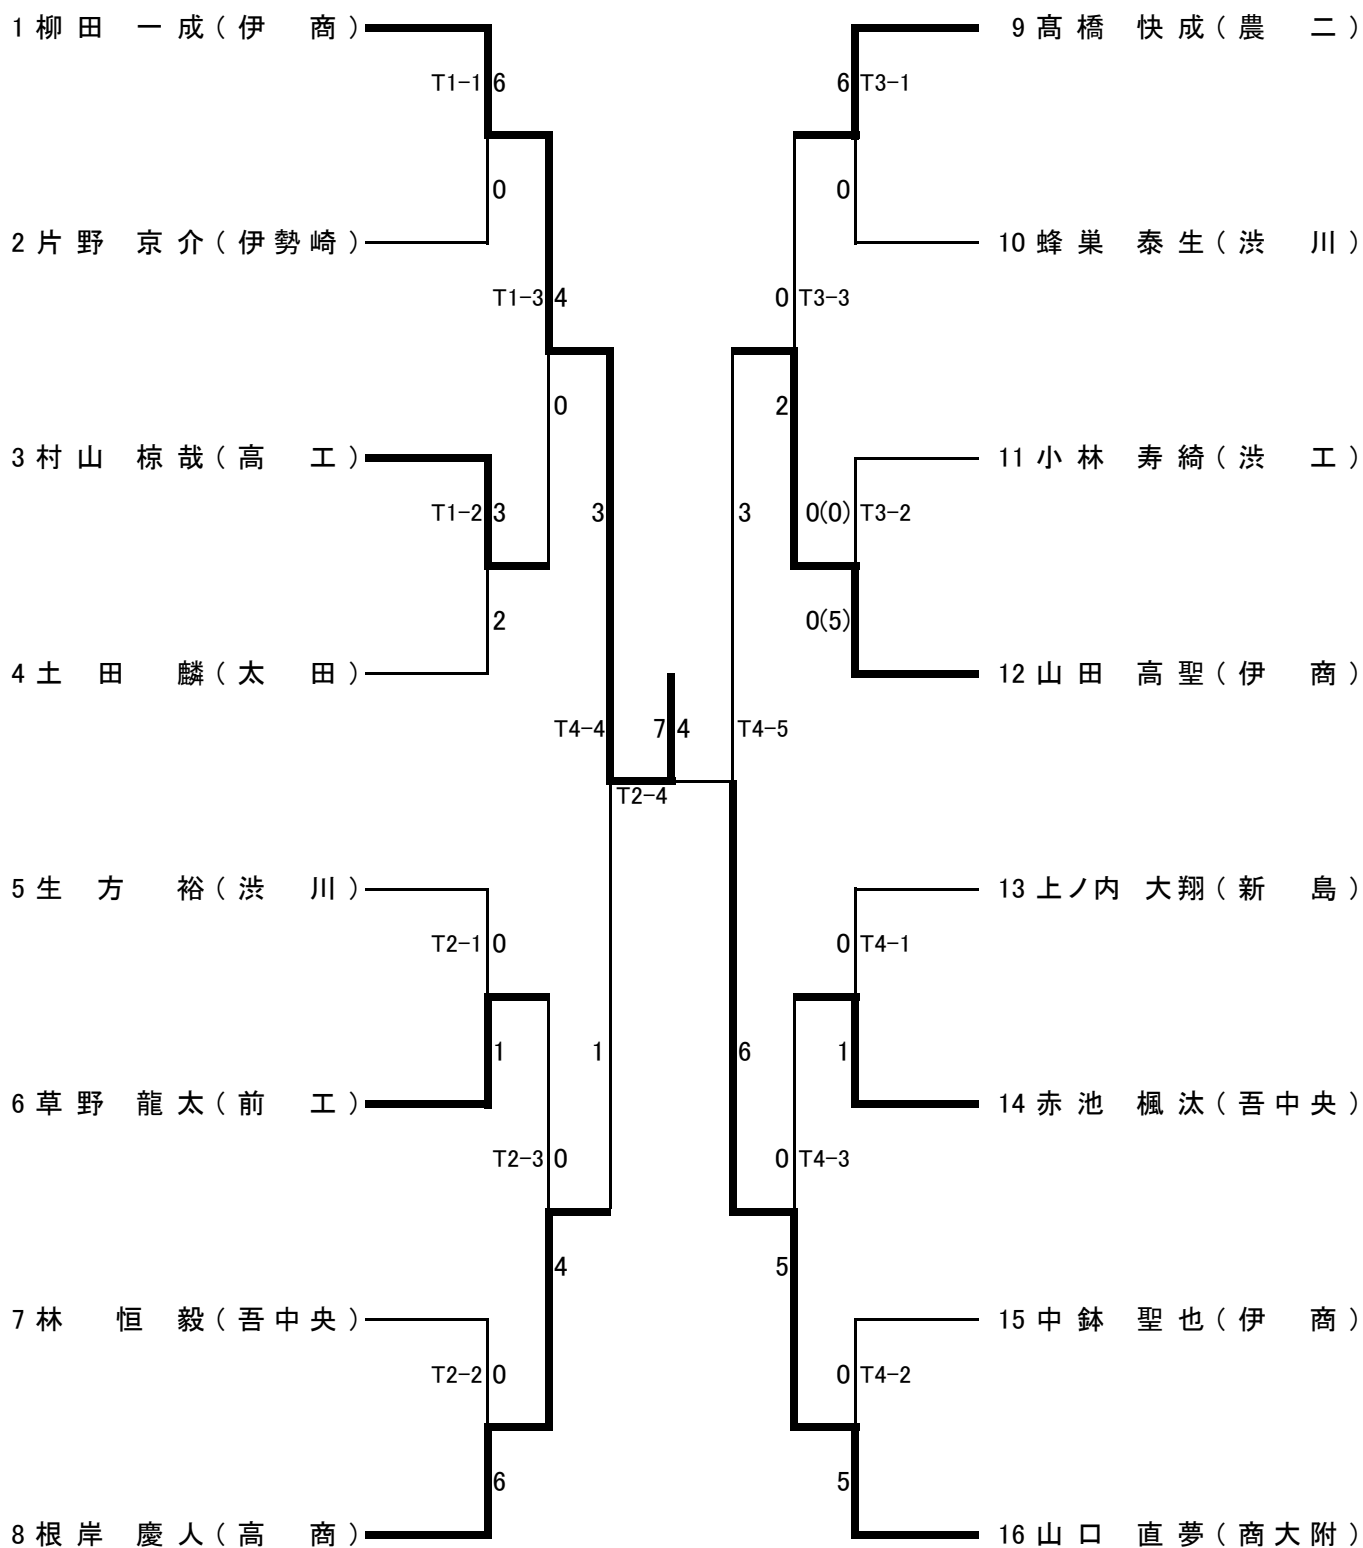 1 柳田 一成(伊 商)
9 髙橋 快成(農 二)
T1-1 6
6 T3-1
0
0
2 片野 京介(伊勢崎)
10 蜂巣 泰生(渋 川)
T1-3 4
0 T3-3
0
2
3 村山 椋哉(高 工)
11 小林 寿綺(渋 工)
T1-2 3
3
3
0(0) T3-2
2
0(5)
4 土田 麟(太 田)
12 山田 高聖(伊 商)
T4-4
7 4
T4-5
T2-4
5 生方 裕(渋 川)
13 上ノ内 大翔(新 島)
T2-1 0
0 T4-1
1
1
6
1
6 草野 龍太(前 工)
14 赤池 楓汰(吾中央)
T2-3 0
0 T4-3
4
5
7 林 恒毅(吾中央)
15 中鉢 聖也(伊 商)
T2-2 0
0 T4-2
6
5
8 根岸 慶人(高 商)
16 山口 直夢(商大附)